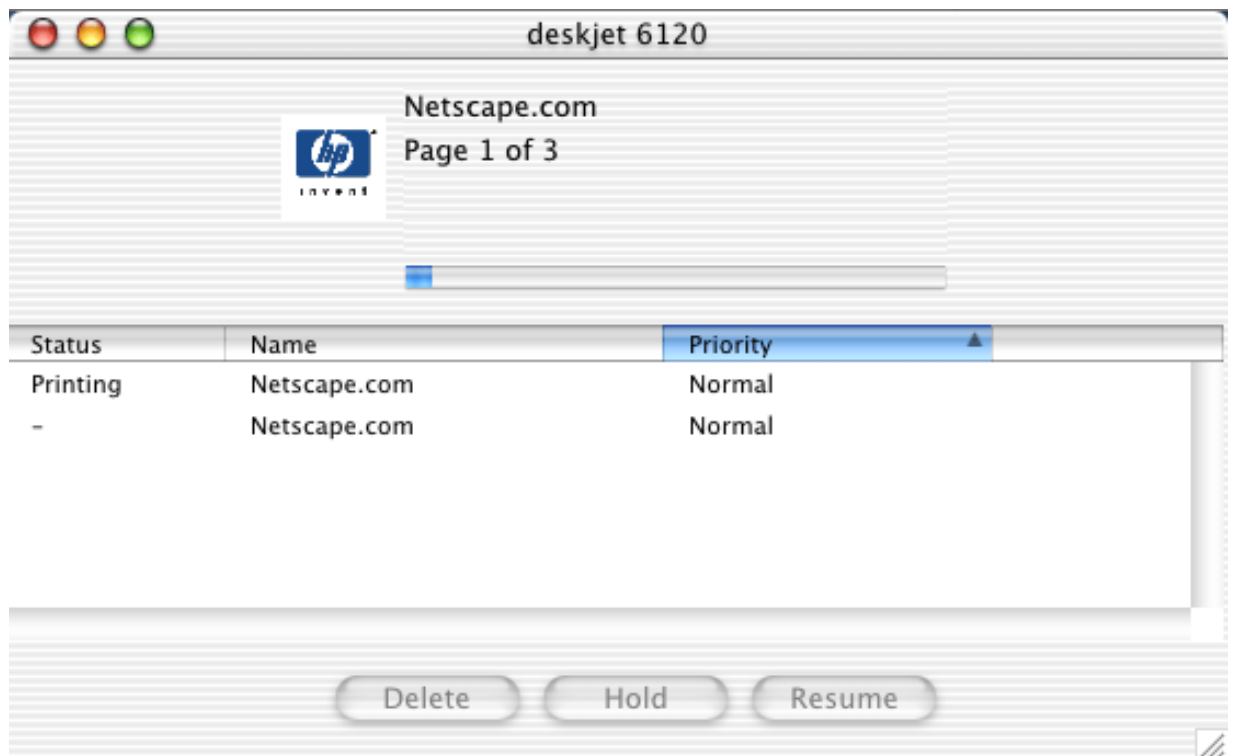 deskjet 6120
Netscape.com
Page 1 of 3
hp
invent
Status Name Priority
Printing Netscape.com Normal
- Netscape.com Normal
Delete Hold Resume